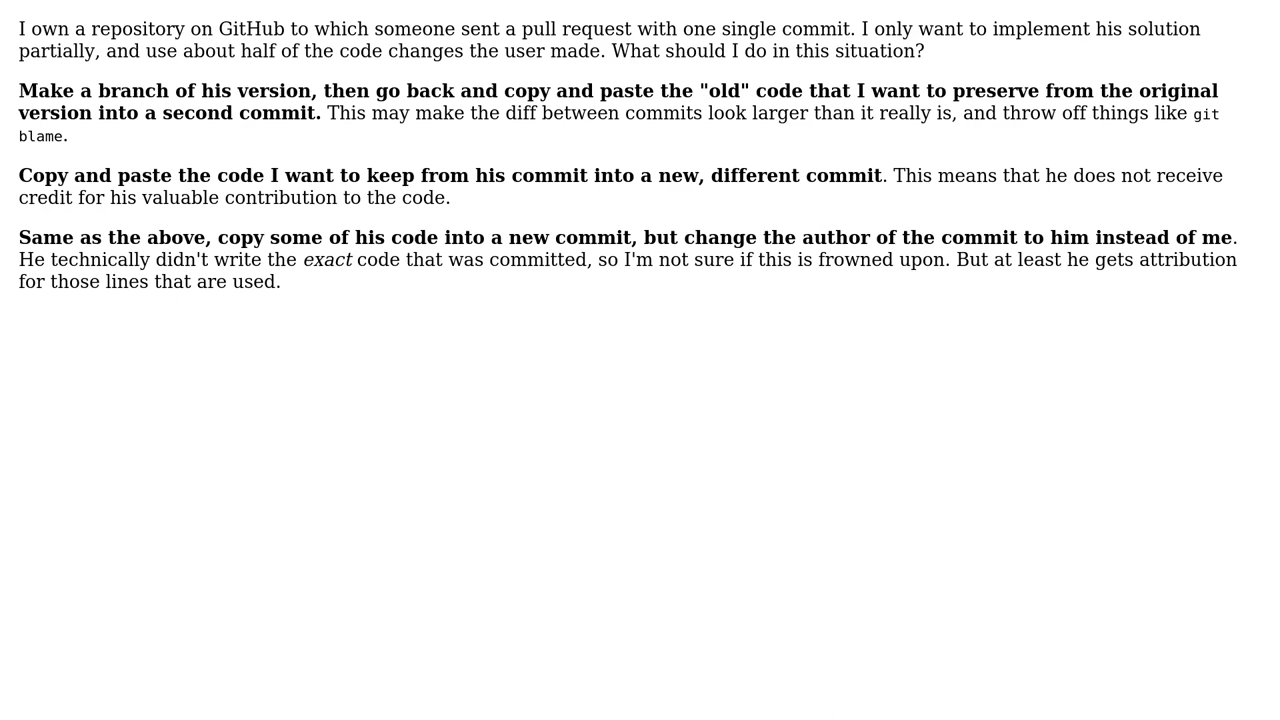 I own a repository on GitHub to which someone sent a pull request with one single commit. I only want to implement his solution
partially, and use about half of the code changes the user made. What should I do in this situation?
Make a branch of his version, then go back and copy and paste the "old" code that I want to preserve from the original
version into a second commit. This may make the diff between commits look larger than it really is, and throw off things like git
blame.
Copy and paste the code I want to keep from his commit into a new, different commit. This means that he does not receive
credit for his valuable contribution to the code.
Same as the above, copy some of his code into a new commit, but change the author of the commit to him instead of me.
He technically didn't write the exact code that was committed, so I'm not sure if this is frowned upon. But at least he gets attribution
for those lines that are used.